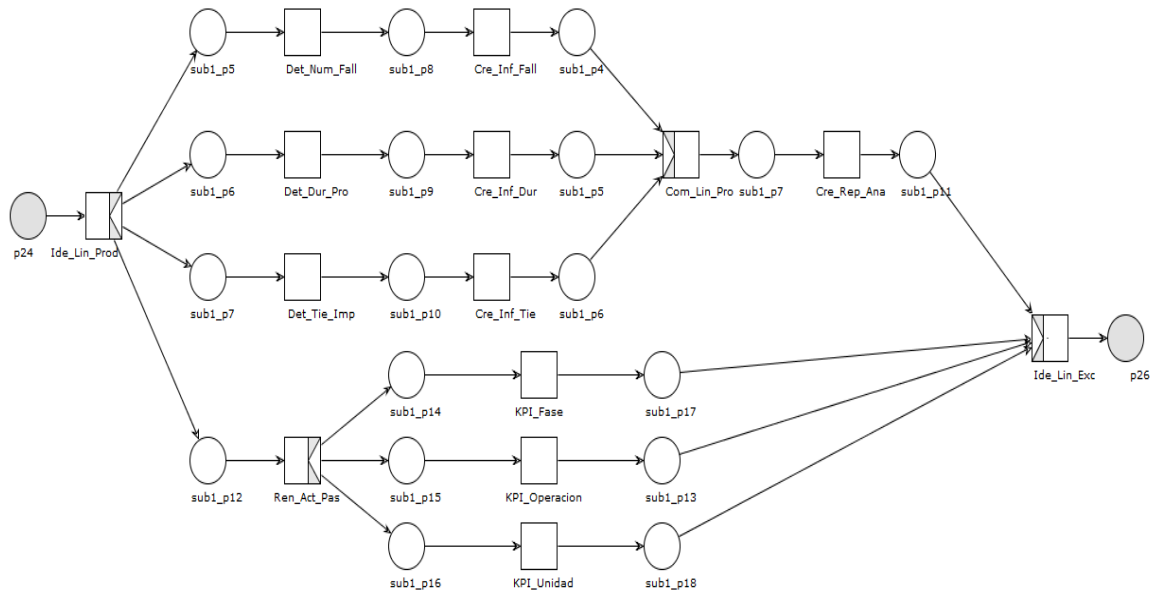 sub1_p5 Det_Num_Fall sub1_p8 Cre_Inf_Fall sub1_p4
sub1_p6 Det_Dur_Pro sub1_p9 Cre_Inf_Dur sub1_p5 Com_Lin_Pro sub1_p7 Cre_Rep_Ana sub1_p11
p24 Ide_Lin_Prod
sub1_p7 Det_Tie_Imp sub1_p10 Cre_Inf_Tie sub1_p6
Ide_Lin_Exc p26
sub1_p14 KPI_Fase sub1_p17
sub1_p12 Ren_Act_Pas sub1_p15 KPI_Operacion sub1_p13
sub1_p16 KPI_Unidad sub1_p18